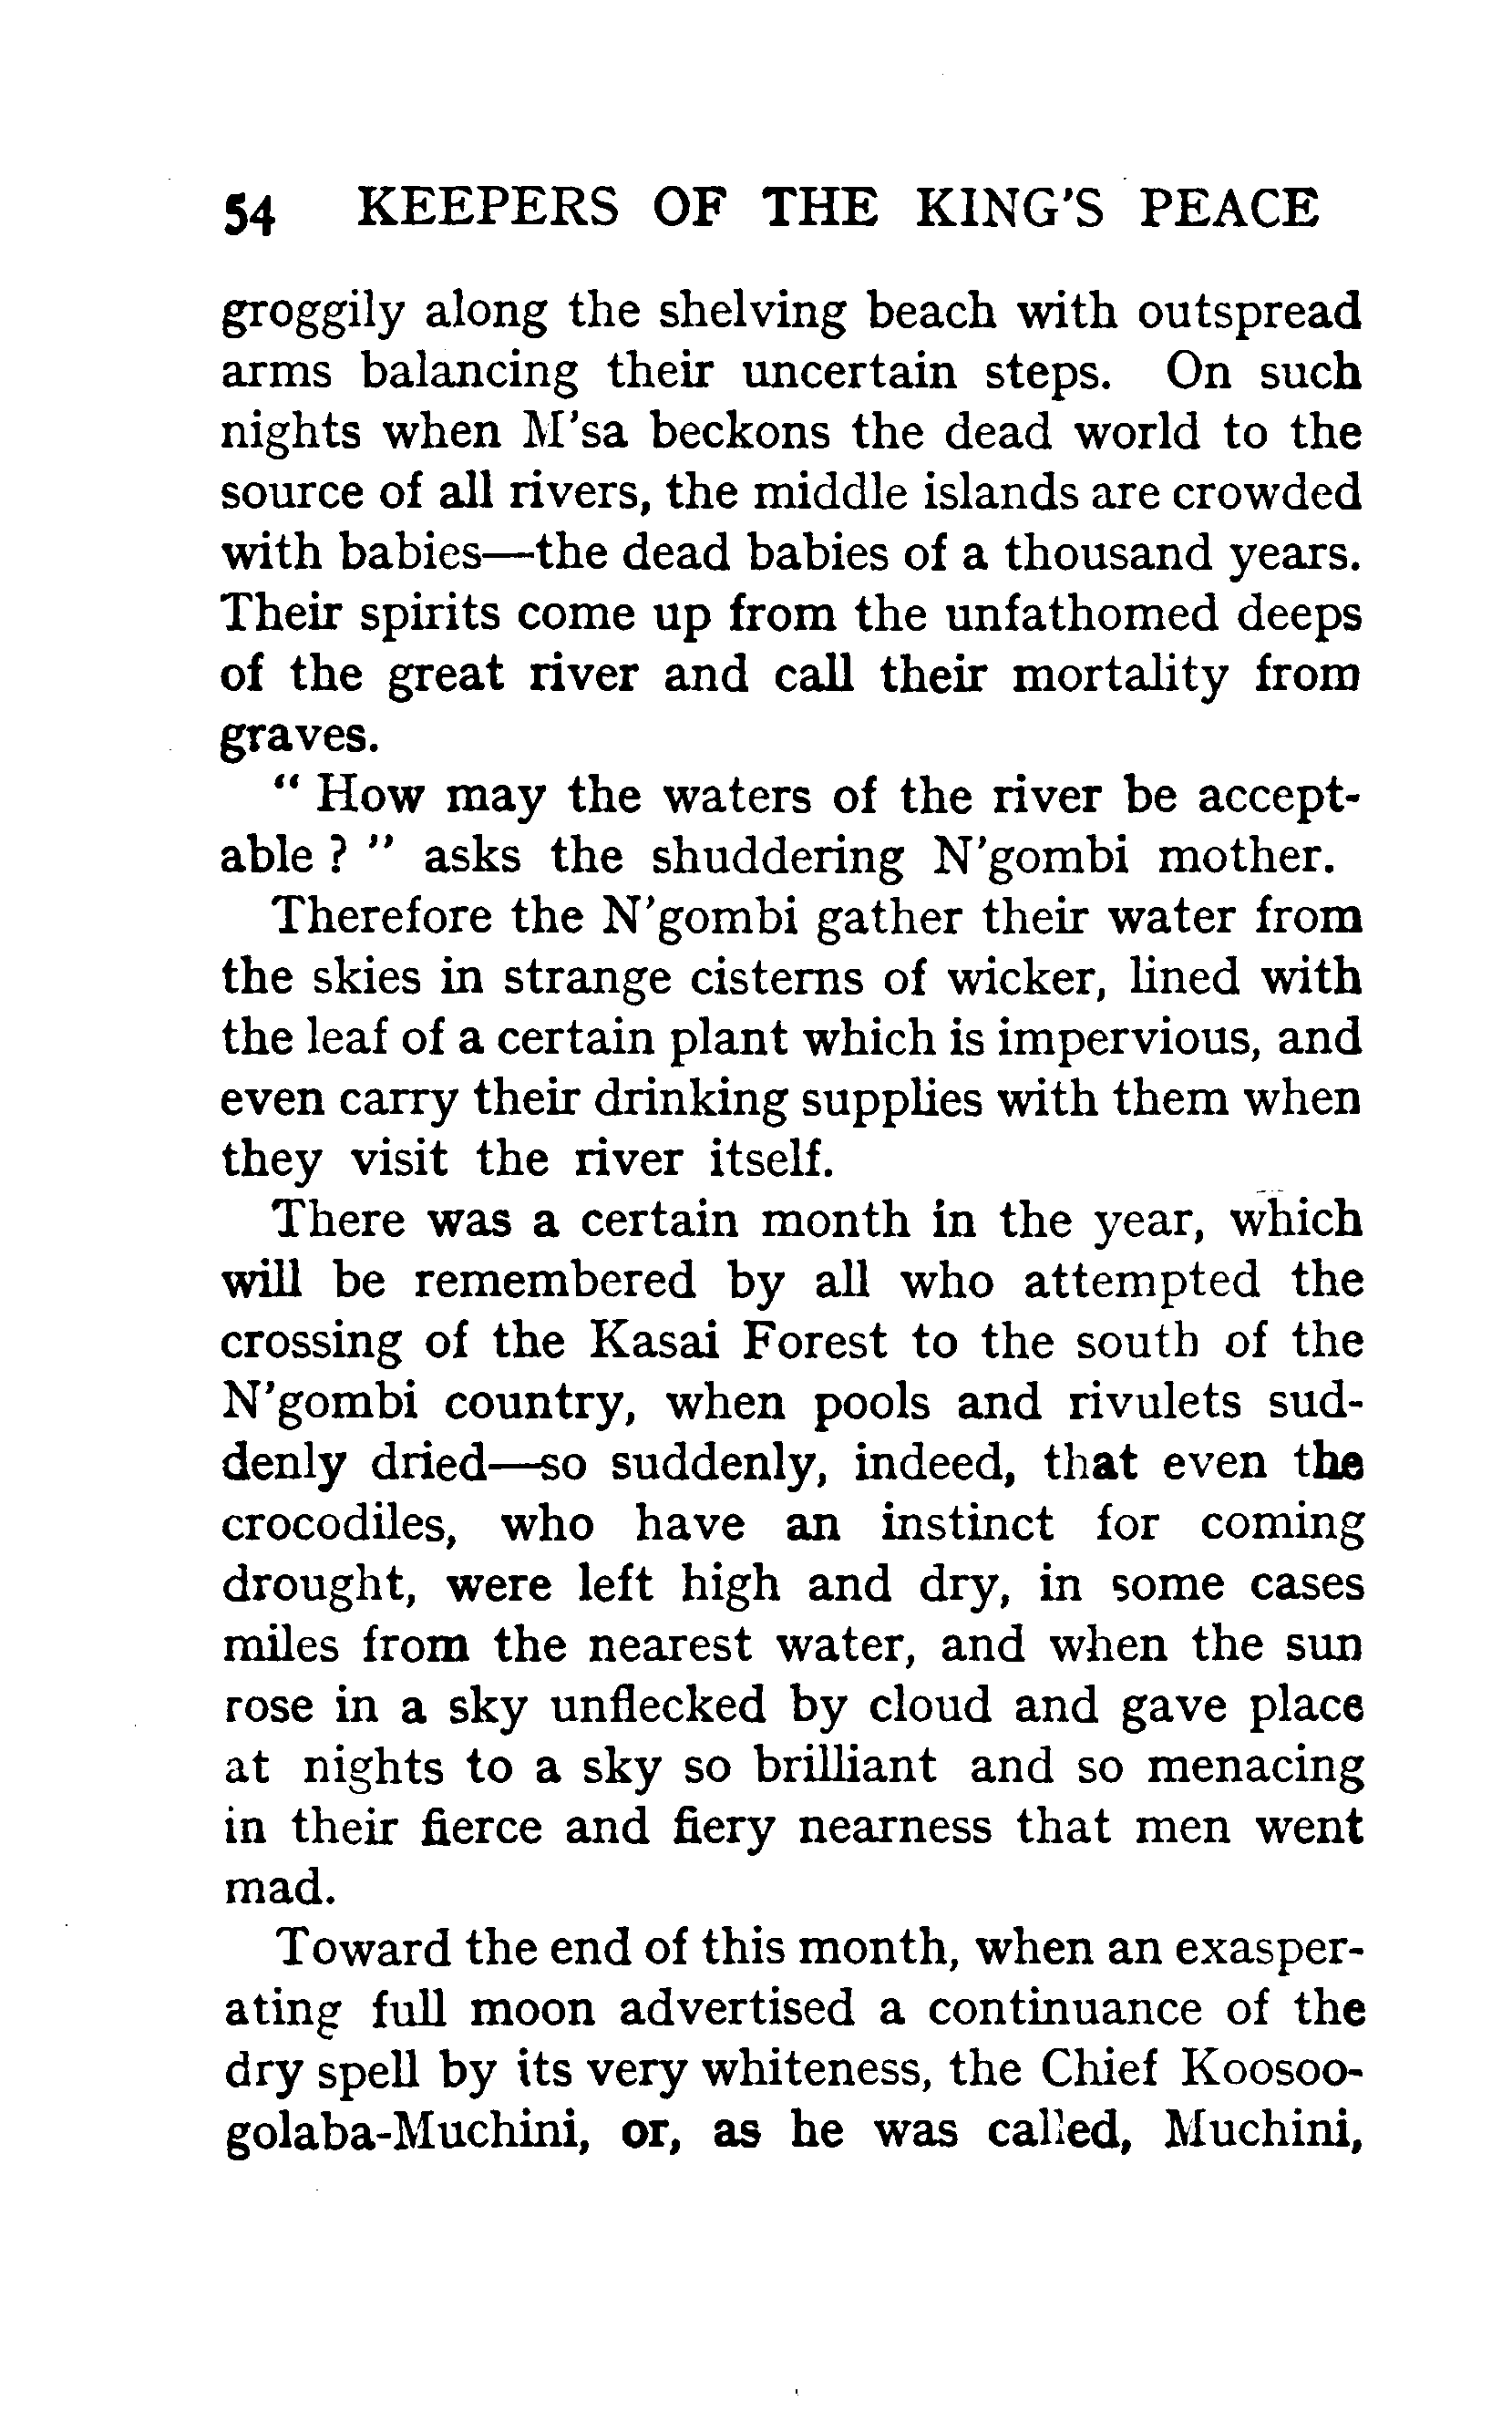 54 KEEPERS OF THE KING'S PEACE
groggily along the shelving beach with outspread
arms balancing their uncertain steps. On such
nights when M'sa beckons the dead world to the
source of all rivers, the middle islands are crowded
with babies—the dead babies of a thousand years.
Their spirits come up from the unfathomed deeps
of the great river and call their mortality from
graves.
" How may the waters of the river be accept-
able ? " asks the shuddering N'gombi mother.
Therefore the N'gombi gather their water from
the skies in strange cisterns of wicker, lined with
the leaf of a certain plant which is impervious, and
even carry their drinking supplies with them when
they visit the river itself.
There was a certain month in the year, which
will be remembered by all who attempted the
crossing of the Kasai Forest to the south of the
N'gombi country, when pools and rivulets sud-
denly dried—so suddenly, indeed, that even the
crocodiles, who have an instinct for coming
drought, were left high and dry, in some cases
miles from the nearest water, and when the sun
rose in a sky unflecked by cloud and gave place
at nights to a sky so brilliant and so menacing
in their fierce and fiery nearness that men went
mad.
Toward the end of this month, when an exasper-
ating full moon advertised a continuance of the
dry spell by its very whiteness, the Chief Koosoo-
golaba-Muchini, or, as he was called, Muchini,